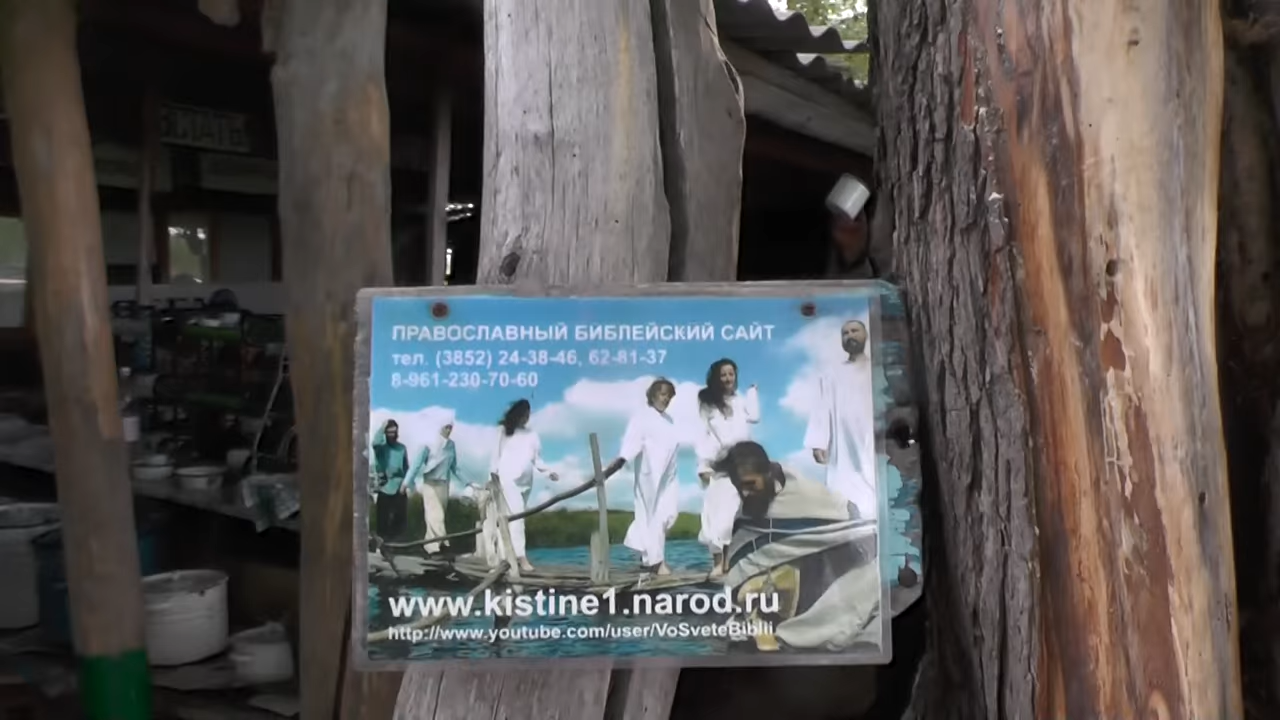 ПРАВОСЛАВНЫЙ БИБЛЕЙСКИЙ САЙТ
тел. (3852) 24-38-46, 62-81-37
8-961-230-70-60
www.kistine1.narod.ru
http://www.youtube.com/user/VoSveteBiblii